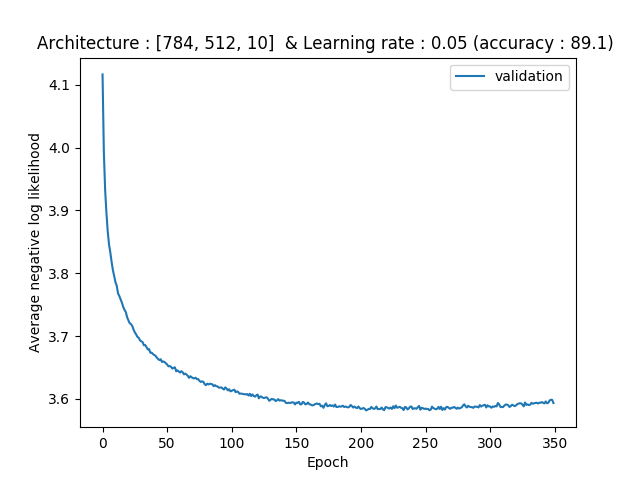 Architecture : [784, 512, 10]  & Learning rate : 0.05 (accuracy : 89.1)
validation
Average negative log likelihood
4.1
4.0
3.9
3.8
3.7
3.6
0 50 100 150 200 250 300 350
Epoch